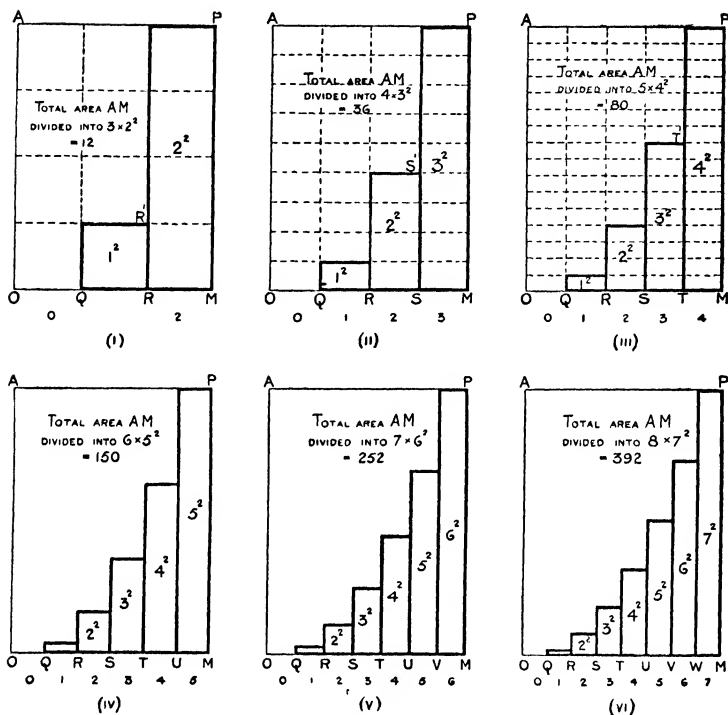 A P
TOTAL AREA AM
DIVIDED INTO 3×2²
= 12
2²
R'
1²
O Q R M
0 2
(I)
A P
TOTAL AREA AM
DIVIDED INTO 4×3²
= 36
S' 3²
2²
1²
O Q R S M
0 1 2 3
(II)
A P
TOTAL AREA AM
DIVIDED INTO 5×4²
= 80
T'
4²
3²
2²
1²
O Q R S T M
0 1 2 3 4
(III)
A P
TOTAL AREA AM
DIVIDED INTO 6×5²
= 150
5²
4²
3²
2²
O Q R S T U M
0 1 2 3 4 5
(IV)
A P
TOTAL AREA AM
DIVIDED INTO 7×6²
= 252
6²
5²
4²
3²
2²
O Q R S T U V M
0 1 2 3 4 5 6
(V)
A P
TOTAL AREA AM
DIVIDED INTO 8×7²
= 392
7²
6²
5²
4²
3²
2²
O Q R S T U V W M
0 1 2 3 4 5 6 7
(VI)